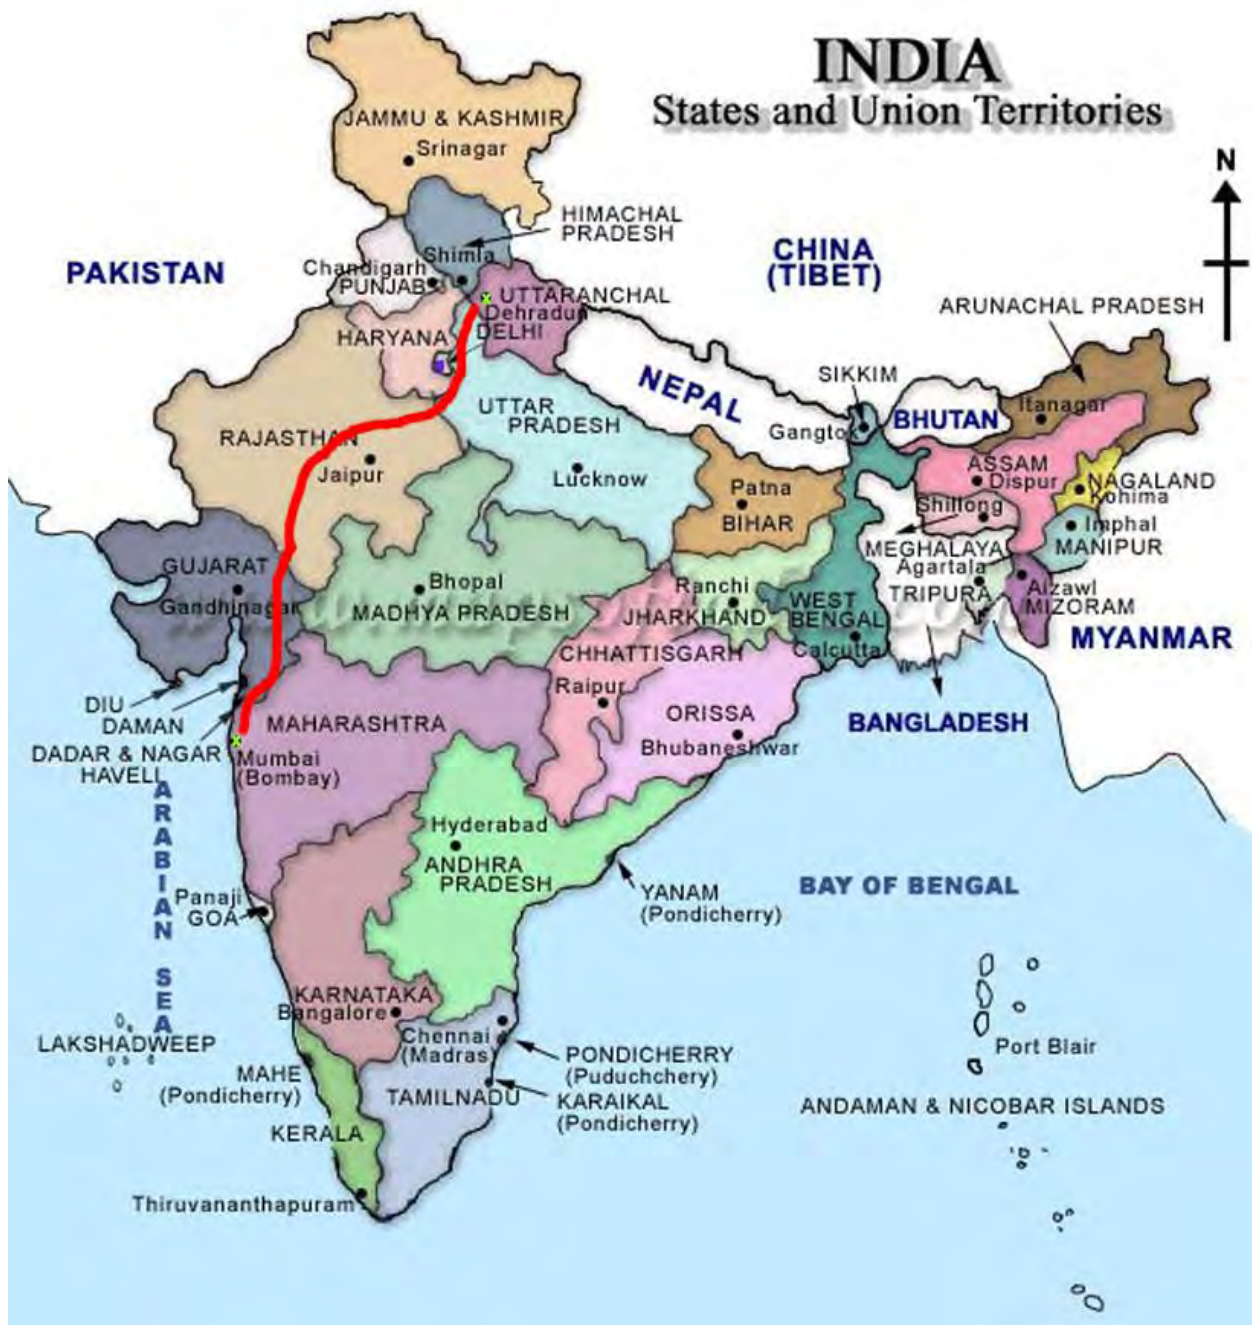 INDIA
States and Union Territories
N
JAMMU & KASHMIR
Srinagar
HIMACHAL
PRADESH
PAKISTAN
CHINA
(TIBET)
Shimla
Chandigarh
PUNJAB
UTTARANCHAL
Dehradun
DELHI
HARYANA
ARUNACHAL PRADESH
NEPAL
SIKKIM
BHUTAN
Itanagar
Gangtok
UTTAR
PRADESH
RAJASTHAN
Jaipur
Lucknow
ASSAM
Dispur
NAGALAND
Kohima
Patna
BIHAR
Shillong
Imphal
MANIPUR
MEGHALAYA
Agartala
TRIPURA
Aizawl
MIZORAM
MYANMAR
GUJARAT
Gandhinagar
Bhopal
MADHYA PRADESH
Ranchi
JHARKHAND
WEST
BENGAL
Calcutta
CHHATTISGARH
Raipur
DIU
DAMAN
DADAR & NAGAR
HAVELI
MAHARASHTRA
Mumbai
(Bombay)
ORISSA
Bhubaneshwar
BANGLADESH
ARABIAN SEA
Hyderabad
ANDHRA
PRADESH
YANAM
(Pondicherry)
BAY OF BENGAL
Panaji
GOA
KARNATAKA
Bangalore
Chennai
(Madras)
LAKSHADWEEP
MAHE
(Pondicherry)
PONDICHERRY
(Puduchchery)
TAMILNADU
KARAIKAL
(Pondicherry)
Port Blair
ANDAMAN & NICOBAR ISLANDS
KERALA
Thiruvananthapuram